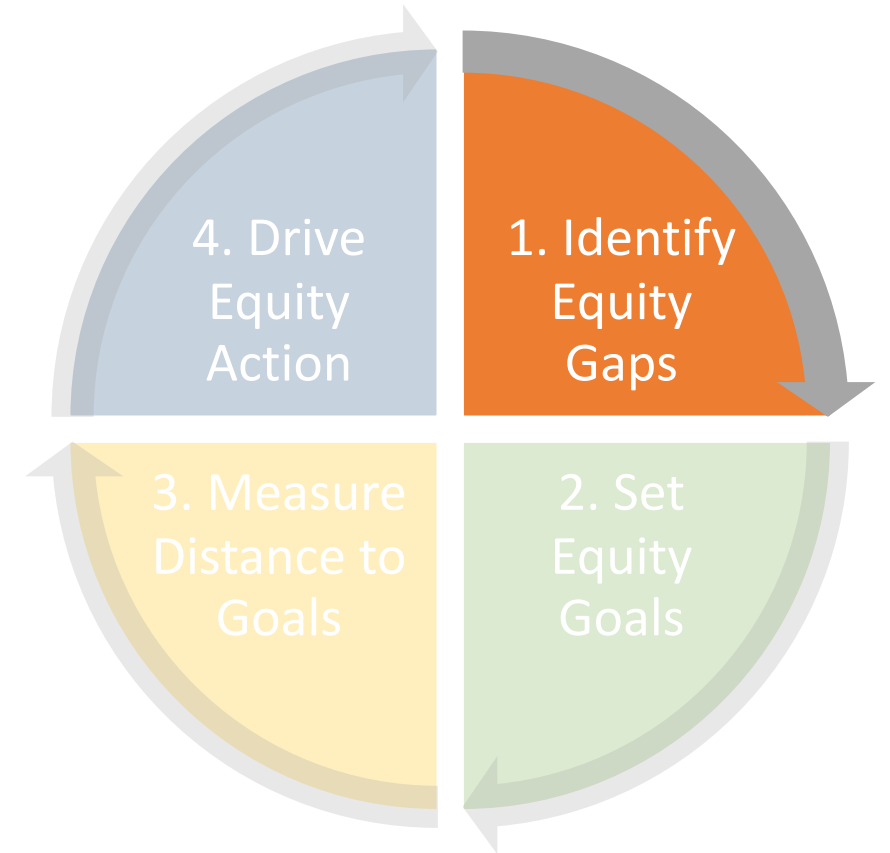 1. Identify
Equity
Gaps
2. Set
Equity
Goals
3. Measure
Distance to
Goals
4. Drive
Equity
Action